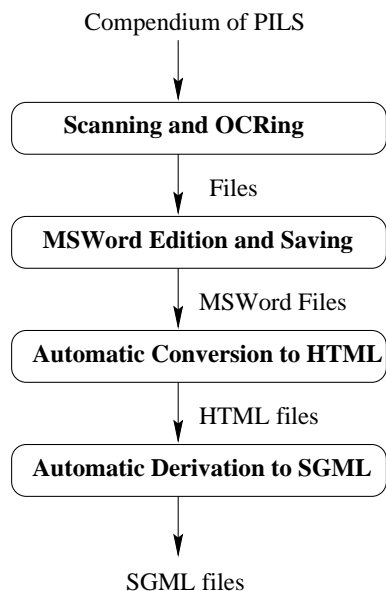 Compendium of PILS
Scanning and OCRing
Files
MSWord Edition and Saving
MSWord Files
Automatic Conversion to HTML
HTML files
Automatic Derivation to SGML
SGML files